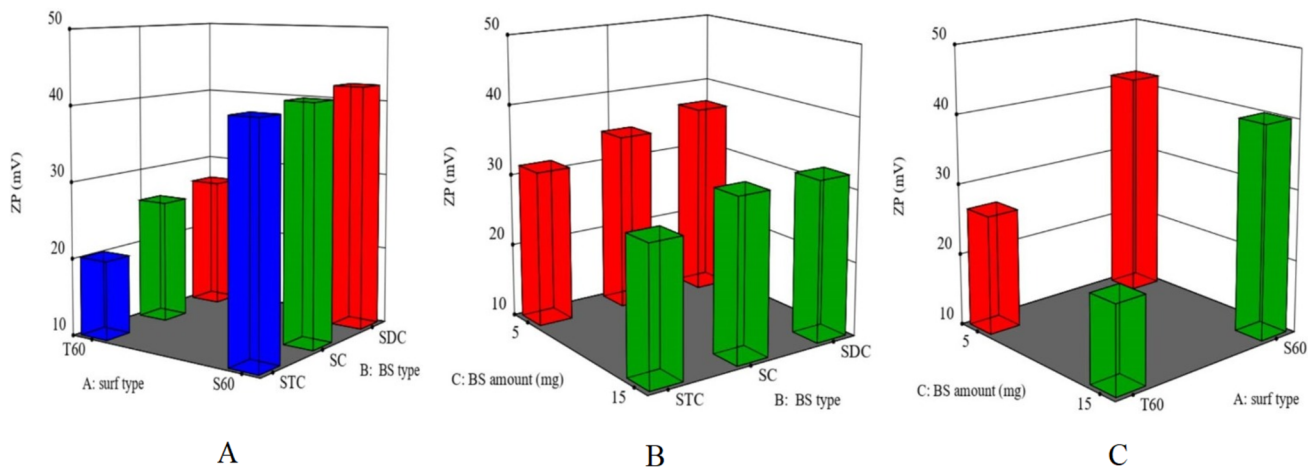 50
40
30
20
10
ZP (mV)
T60
S60
A: surf type
STC
SC
SDC
B: BS type
A
50
40
30
20
10
ZP (mV)
5
15
C: BS amount (mg)
STC
SC
SDC
B: BS type
B
50
40
30
20
10
ZP (mV)
5
15
C: BS amount (mg)
T60
S60
A: surf type
C